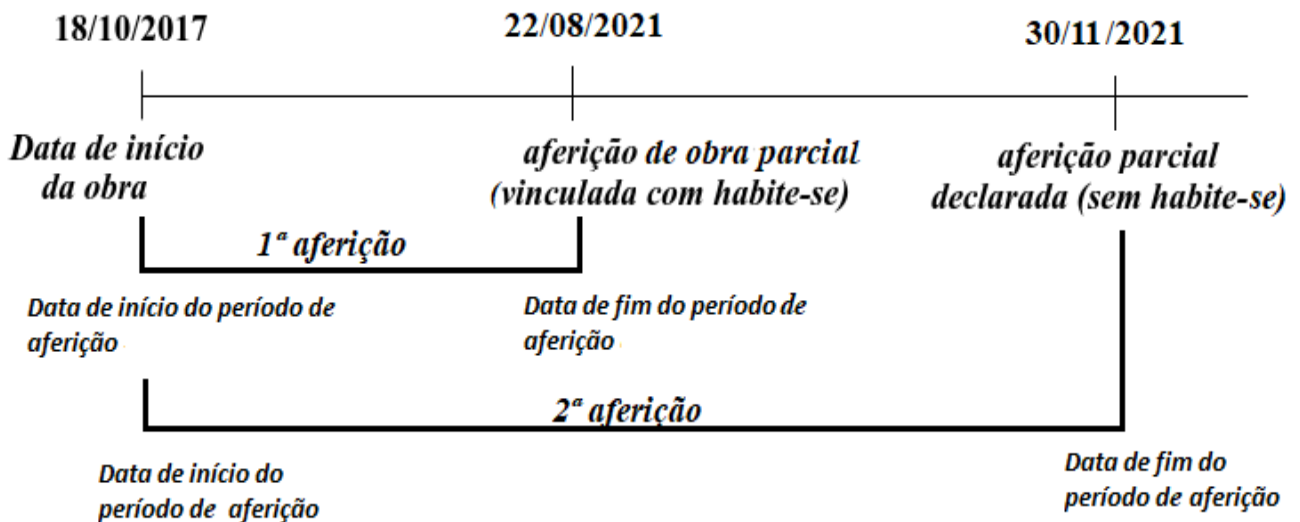 18/10/2017
22/08/2021
30/11/2021
Data de início
da obra
aferição de obra parcial
(vinculada com habite-se)
aferição parcial
declarada (sem habite-se)
1ª aferição
Data de início do período de
aferição
Data de fim do período de
aferição
2ª aferição
Data de início do
período de aferição
Data de fim do
período de aferição